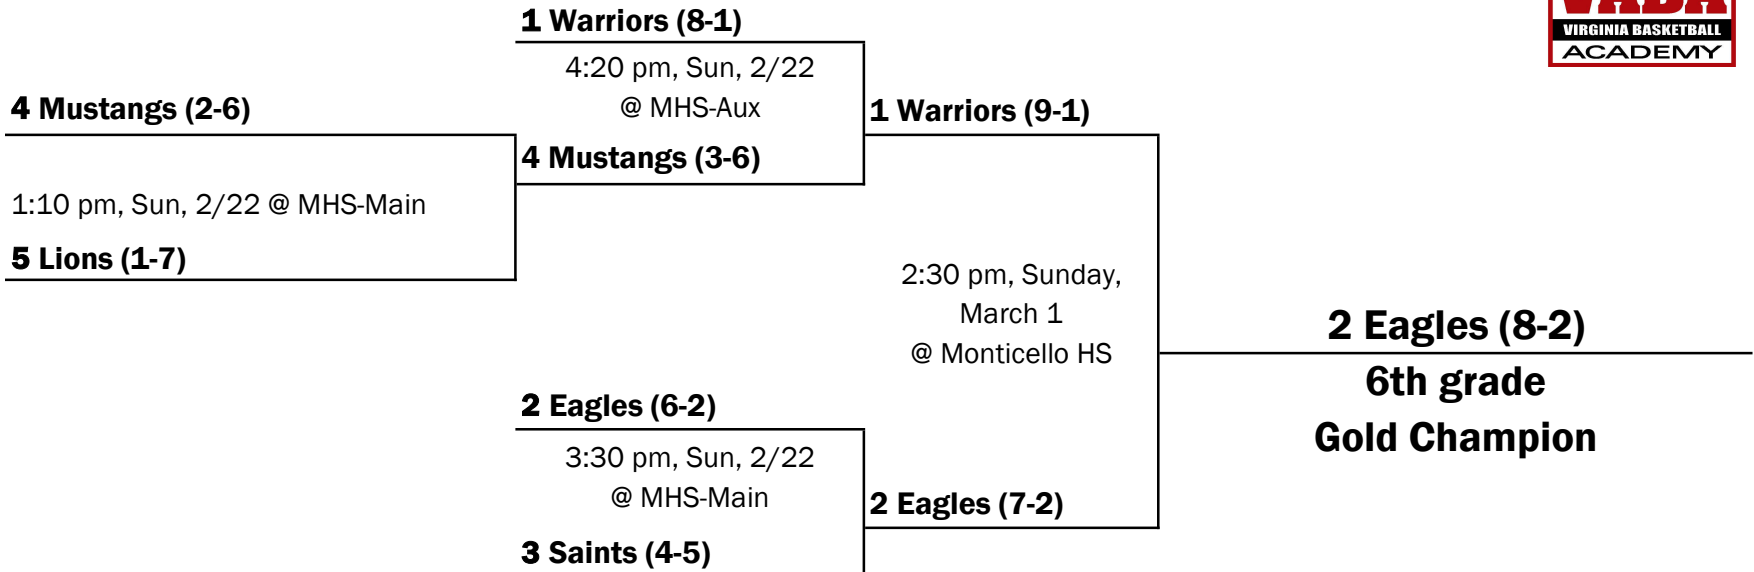 1 Warriors (8-1)
4:20 pm, Sun, 2/22
@ MHS-Aux
4 Mustangs (2-6)
4 Mustangs (3-6)
1:10 pm, Sun, 2/22 @ MHS-Main
5 Lions (1-7)
1 Warriors (9-1)
2:30 pm, Sunday,
March 1
@ Monticello HS
2 Eagles (6-2)
3:30 pm, Sun, 2/22
@ MHS-Main
3 Saints (4-5)
2 Eagles (7-2)
2 Eagles (8-2)
6th grade
Gold Champion
VABA
VIRGINIA BASKETBALL
ACADEMY